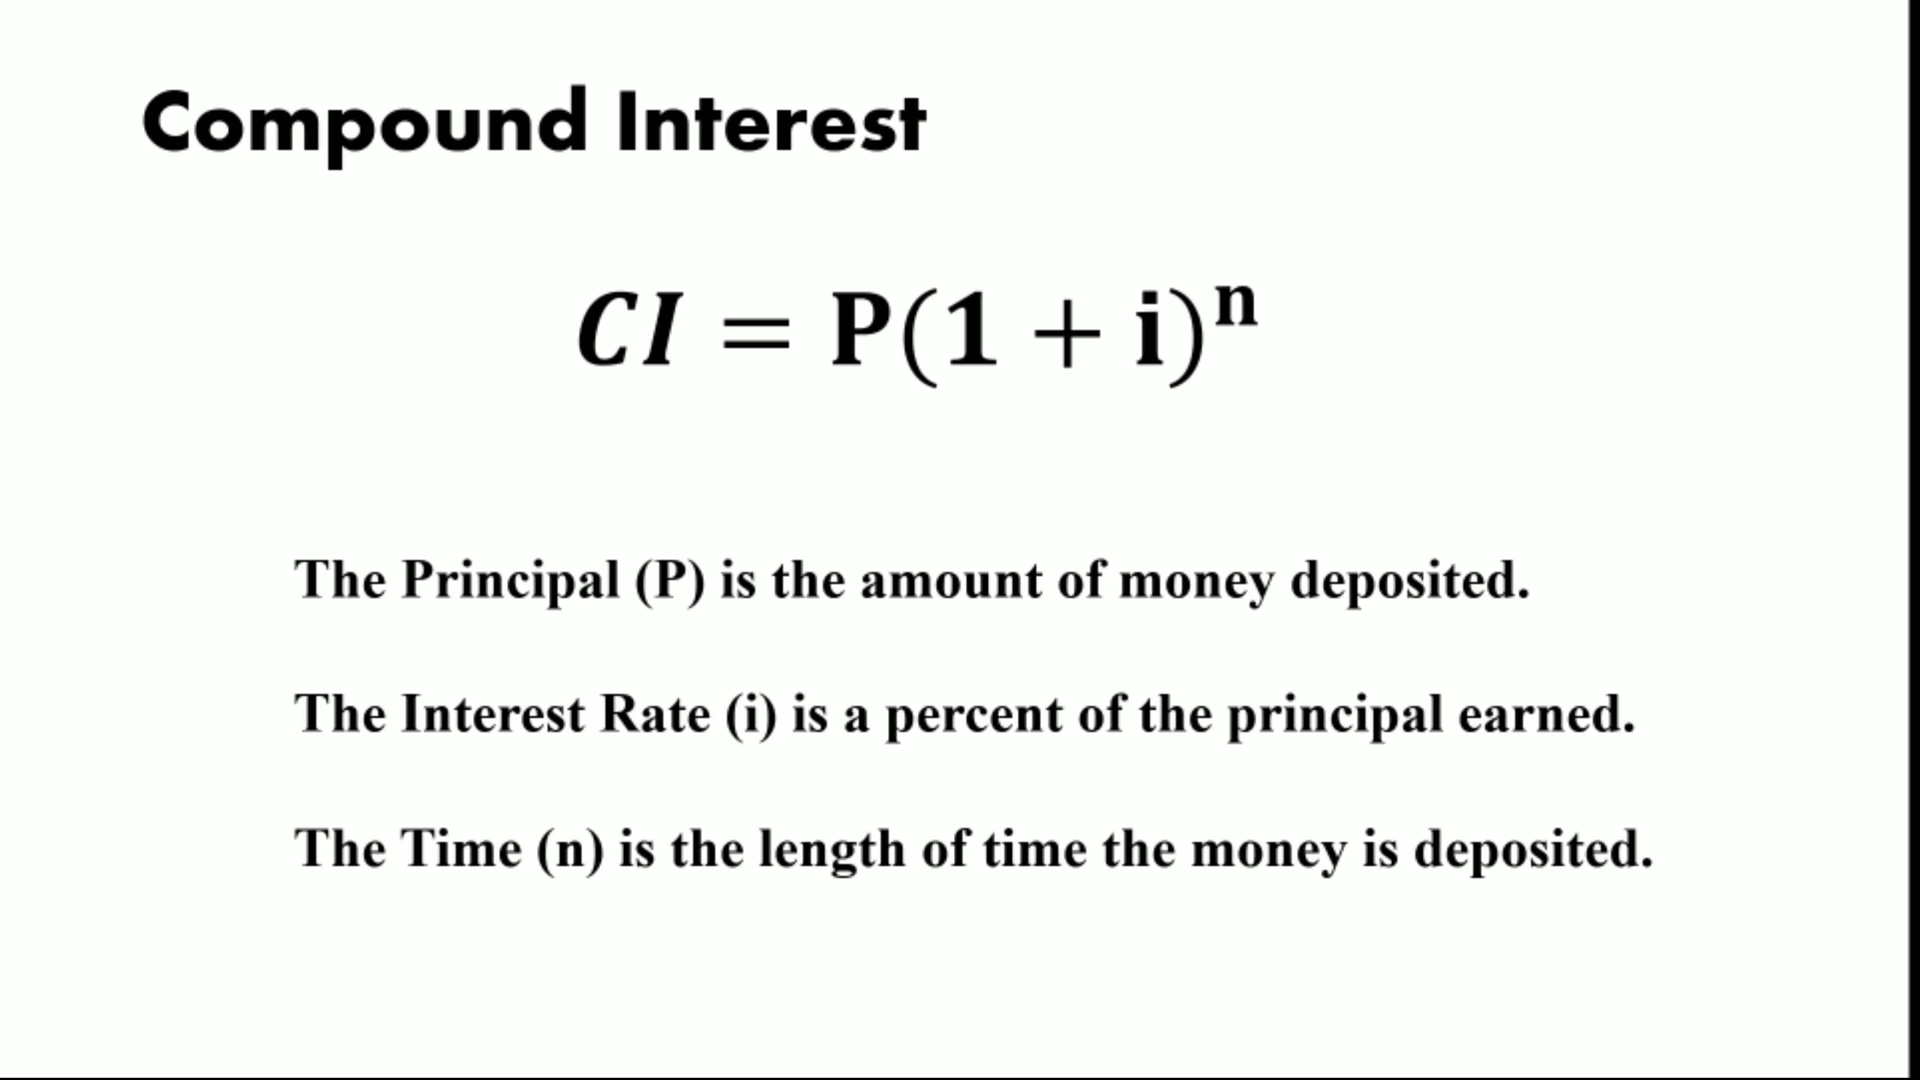 Compound Interest
CI = P(1 + i)ⁿ
The Principal (P) is the amount of money deposited.
The Interest Rate (i) is a percent of the principal earned.
The Time (n) is the length of time the money is deposited.